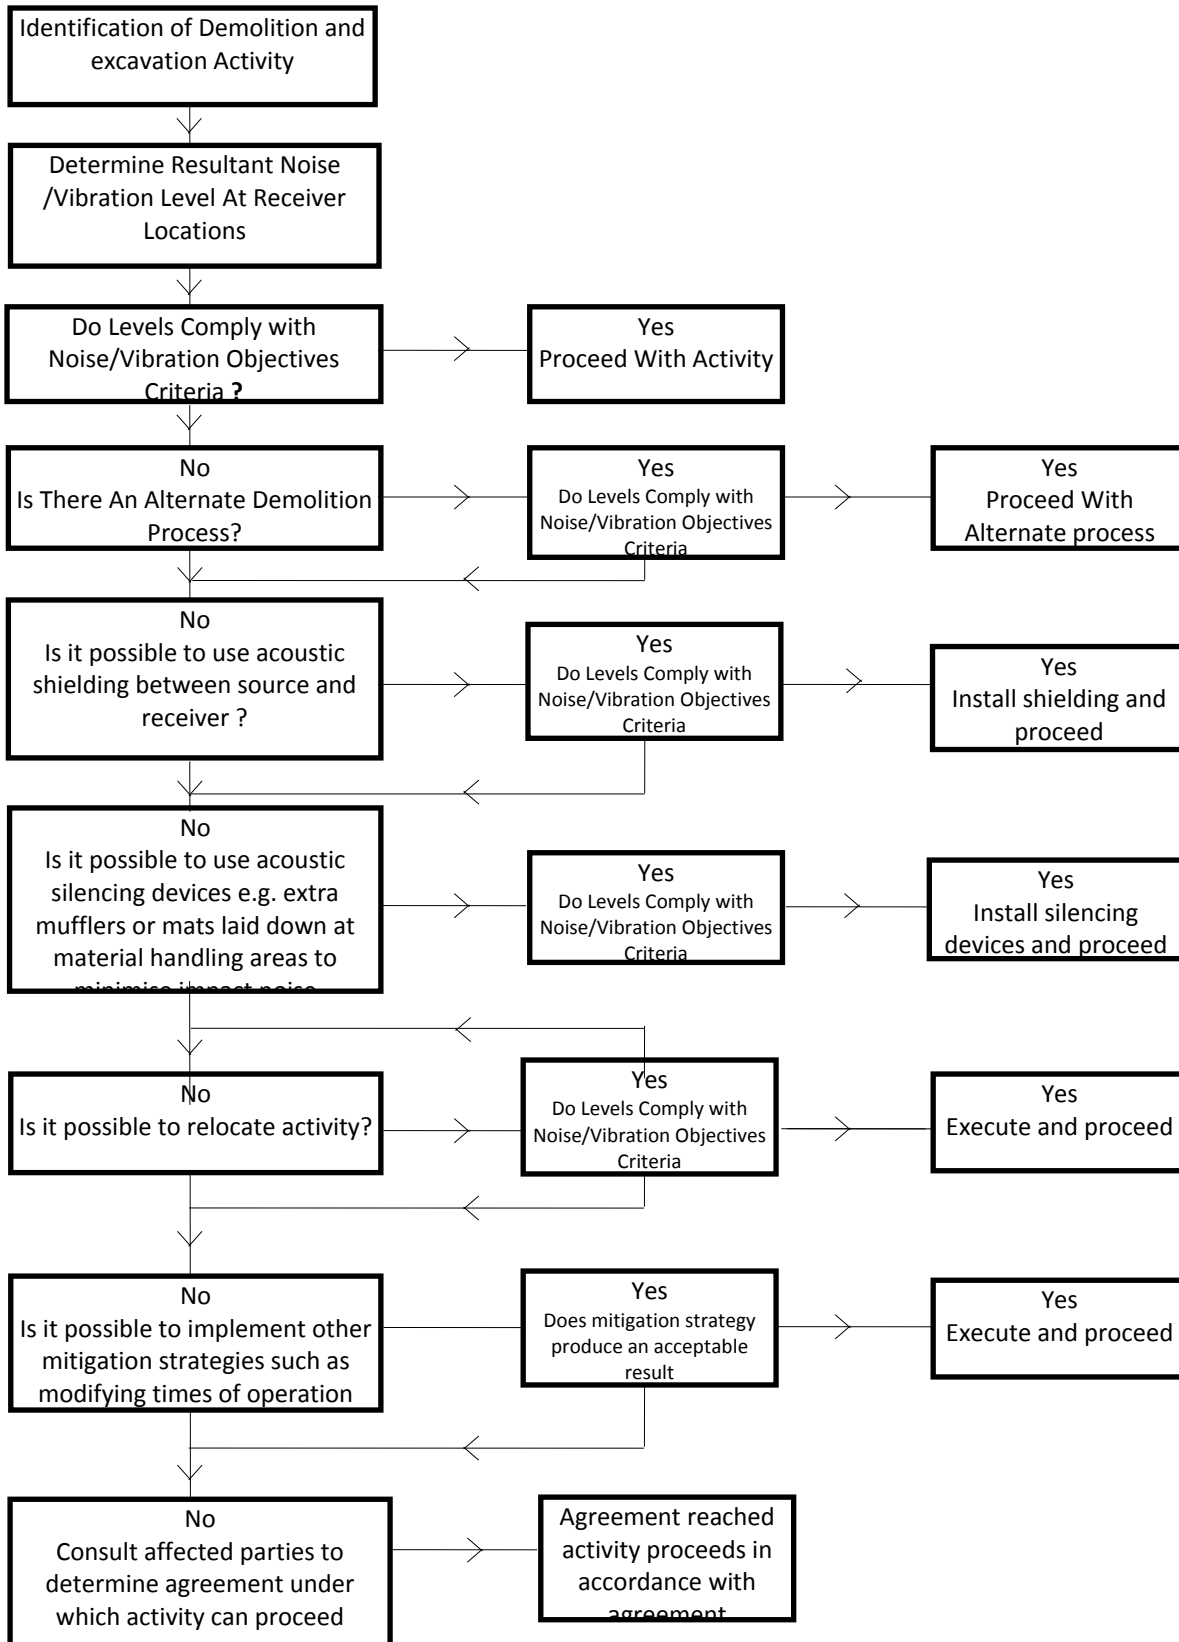 Identification of Demolition and
excavation Activity
Determine Resultant Noise
/Vibration Level At Receiver
Locations
Do Levels Comply with
Noise/Vibration Objectives
Criteria ?
Yes
Proceed With Activity
No
Is There An Alternate Demolition
Process?
Yes
Do Levels Comply with
Noise/Vibration Objectives
Criteria
Yes
Proceed With
Alternate process
No
Is it possible to use acoustic
shielding between source and
receiver ?
Yes
Do Levels Comply with
Noise/Vibration Objectives
Criteria
Yes
Install shielding and
proceed
No
Is it possible to use acoustic
silencing devices e.g. extra
mufflers or mats laid down at
material handling areas to
minimise impact noise
Yes
Do Levels Comply with
Noise/Vibration Objectives
Criteria
Yes
Install silencing
devices and proceed
No
Is it possible to relocate activity?
Yes
Do Levels Comply with
Noise/Vibration Objectives
Criteria
Yes
Execute and proceed
No
Is it possible to implement other
mitigation strategies such as
modifying times of operation
Yes
Does mitigation strategy
produce an acceptable
result
Yes
Execute and proceed
No
Consult affected parties to
determine agreement under
which activity can proceed
Agreement reached
activity proceeds in
accordance with
agreement